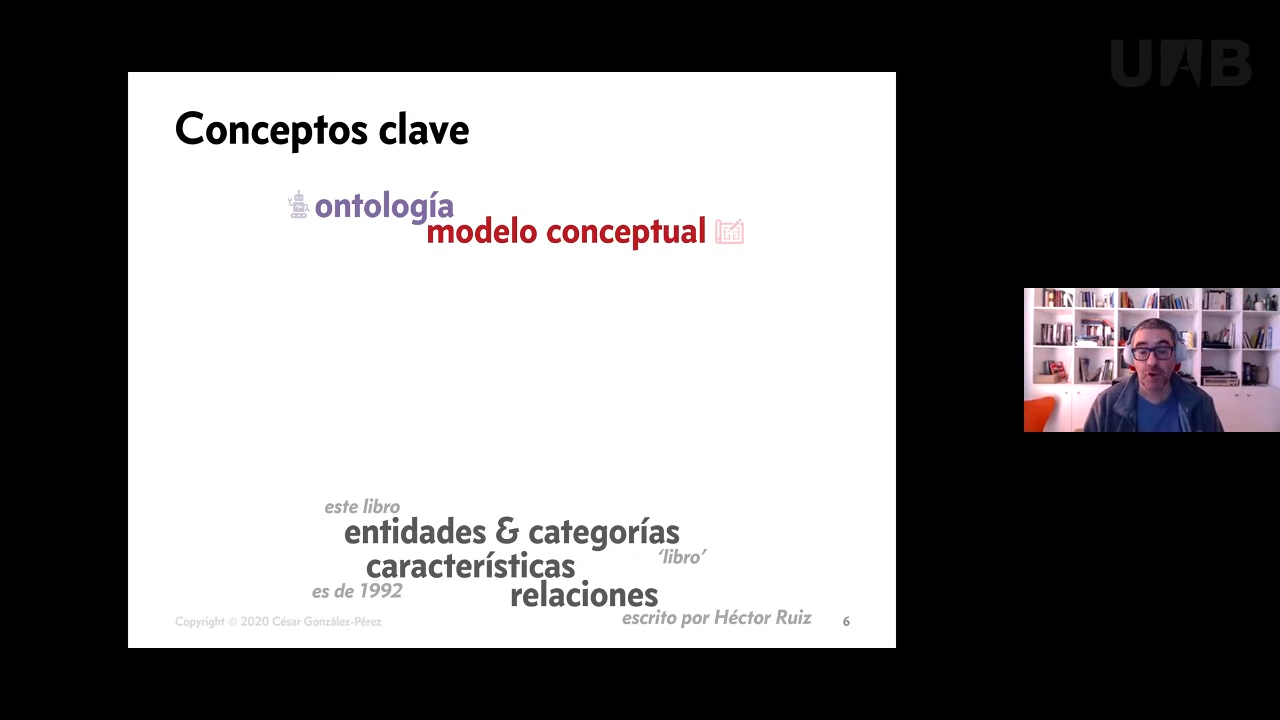 UAB
Conceptos clave
ontología
modelo conceptual
este libro
entidades & categorías
'libro'
características
es de 1992
relaciones
escrito por Héctor Ruiz
Copyright © 2020 César González-Pérez
6